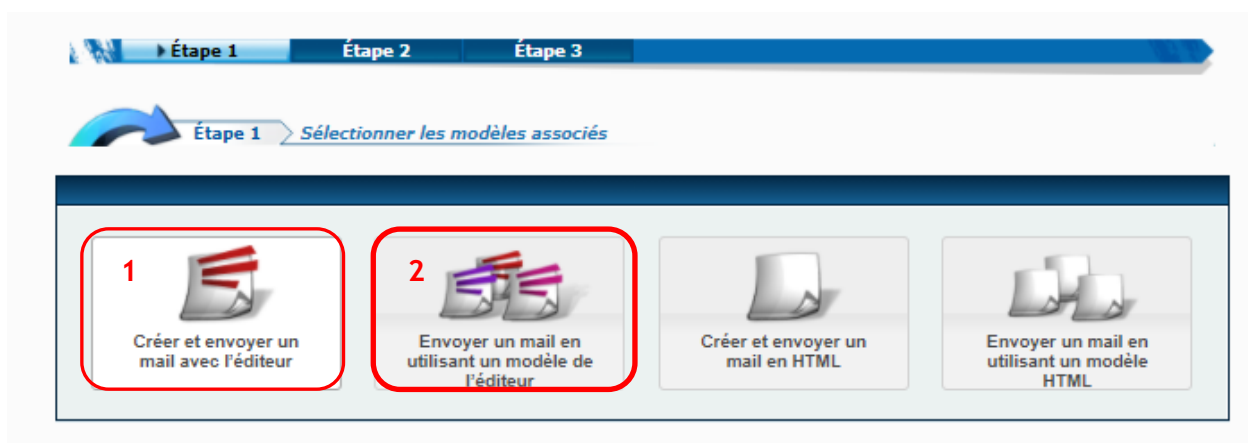 Étape 1 Étape 2 Étape 3
Étape 1 Sélectionner les modèles associés
1 2
Créer et envoyer un Envoyer un mail en Créer et envoyer un Envoyer un mail en
mail avec l'éditeur utilisant un modèle de mail en HTML utilisant un modèle
l'éditeur HTML